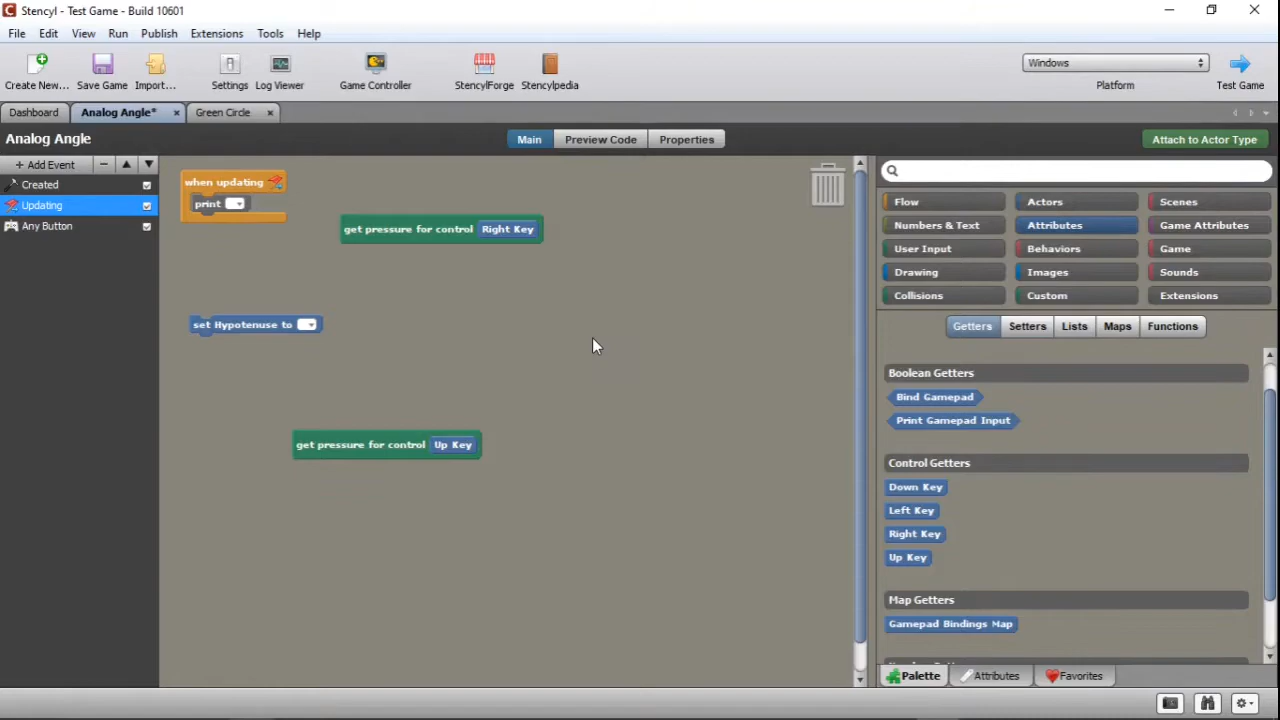 Stencyl - Test Game - Build 10601
File Edit View Run Publish Extensions Tools Help
Create New... Save Game Import... Settings Log Viewer Game Controller StencylForge Stencylpedia
Windows
Platform Test Game
Dashboard Analog Angle* Green Circle
Analog Angle Main Preview Code Properties Attach to Actor Type
+ Add Event
Created
Updating
Any Button
when updating
print
get pressure for control Right Key
set Hypotenuse to
get pressure for control Up Key
Flow Actors Scenes
Numbers & Text Attributes Game Attributes
User Input Behaviors Game
Drawing Images Sounds
Collisions Custom Extensions
Getters Setters Lists Maps Functions
Boolean Getters
Bind Gamepad
Print Gamepad Input
Control Getters
Down Key
Left Key
Right Key
Up Key
Map Getters
Gamepad Bindings Map
Palette Attributes Favorites